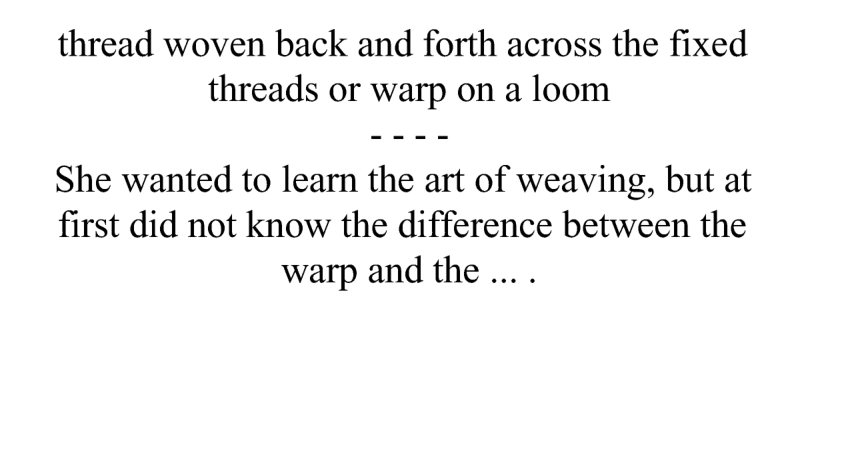 thread woven back and forth across the fixed
threads or warp on a loom
- - - -
She wanted to learn the art of weaving, but at
first did not know the difference between the
warp and the ... .